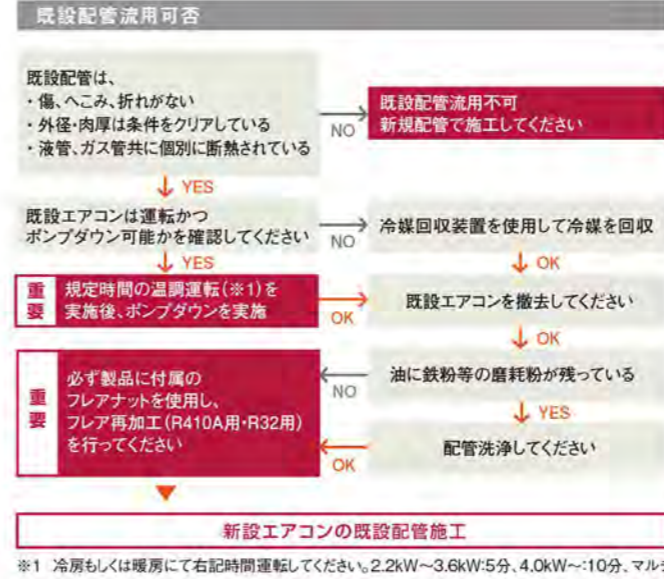 既設配管流用可否
既設配管は、
・傷、へこみ、折れがない
・外径・肉厚は条件をクリアしている
・液管、ガス管共に個別に断熱されている
NO
既設配管流用不可
新規配管で施工してください
YES
既設エアコンは運転かつ
ポンプダウン可能かを確認してください
NO
冷媒回収装置を使用して冷媒を回収
YES
OK
重要
規定時間の温調運転(※1)を
実施後、ポンプダウンを実施
OK
既設エアコンを撤去してください
OK
油に鉄粉等の磨耗粉が残っている
NO
重要
必ず製品に付属の
フレアナットを使用し、
フレア再加工(R410A用・R32用)
を行ってください
YES
配管洗浄してください
OK
新設エアコンの既設配管施工
※1 冷房もしくは暖房にて右記時間運転してください。2.2kW～3.6kW:5分、4.0kW～:10分、マル